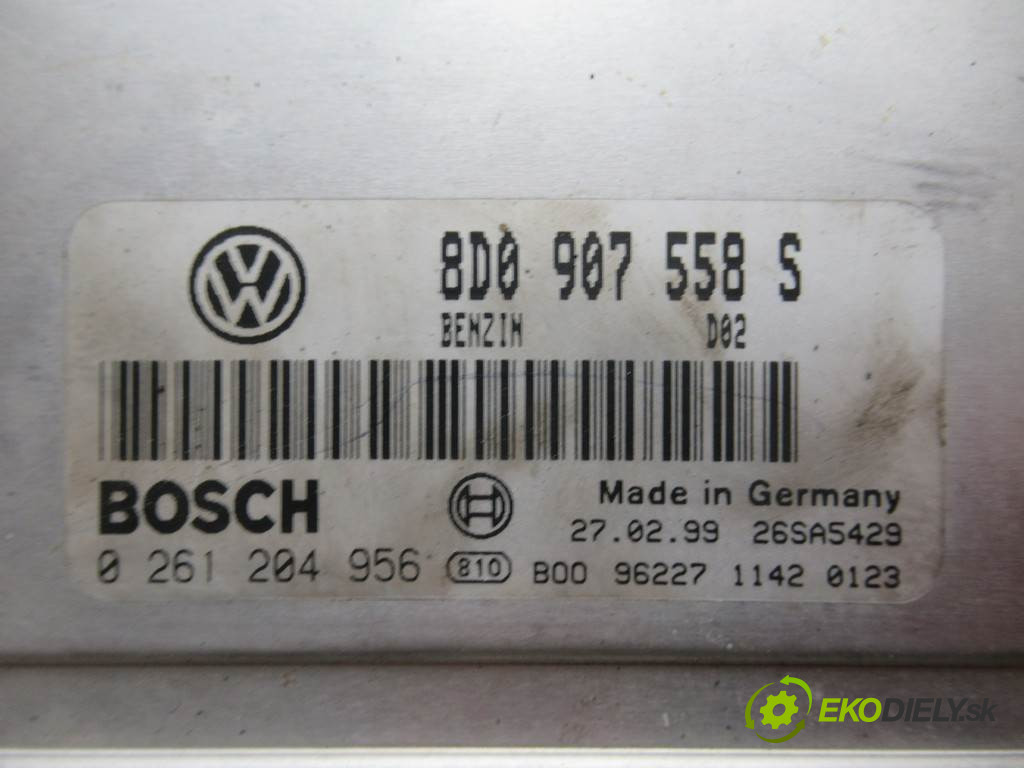 8D0 907 558 S
BENZIN D02
BOSCH
Made in Germany
27.02.99 26SA5429
0 261 204 956 810 B00 96227 1142 0123
EKODIELY.sk